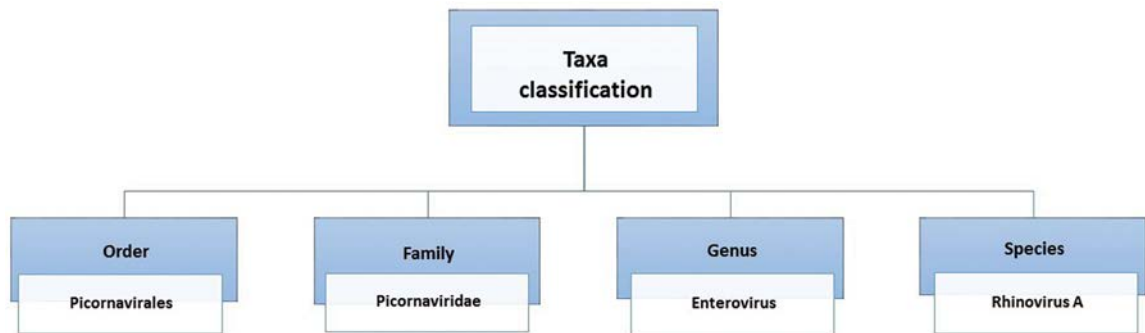 Taxa
classification
Order
Picornavirales
Family
Picornaviridae
Genus
Enterovirus
Species
Rhinovirus A